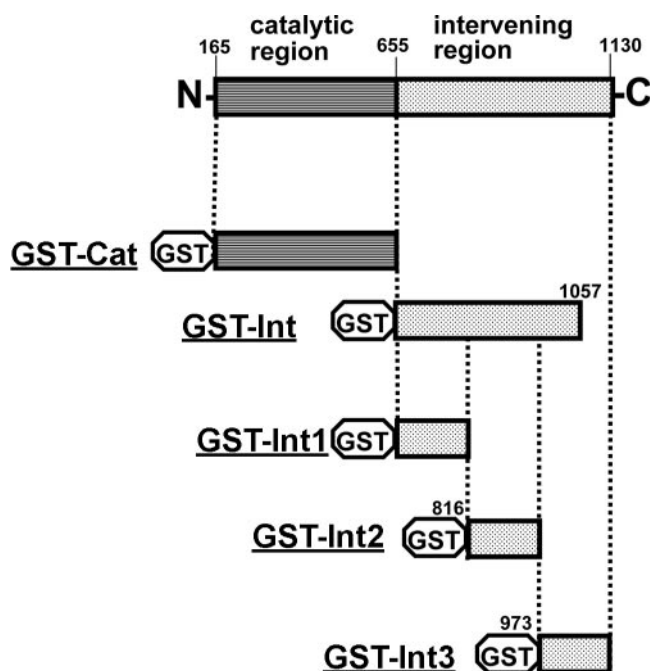 catalytic intervening
165 region 655 region 1130
N C
GST-Cat GST
1057
GST-Int GST
GST-Int1 GST
816
GST-Int2 GST
973
GST-Int3 GST